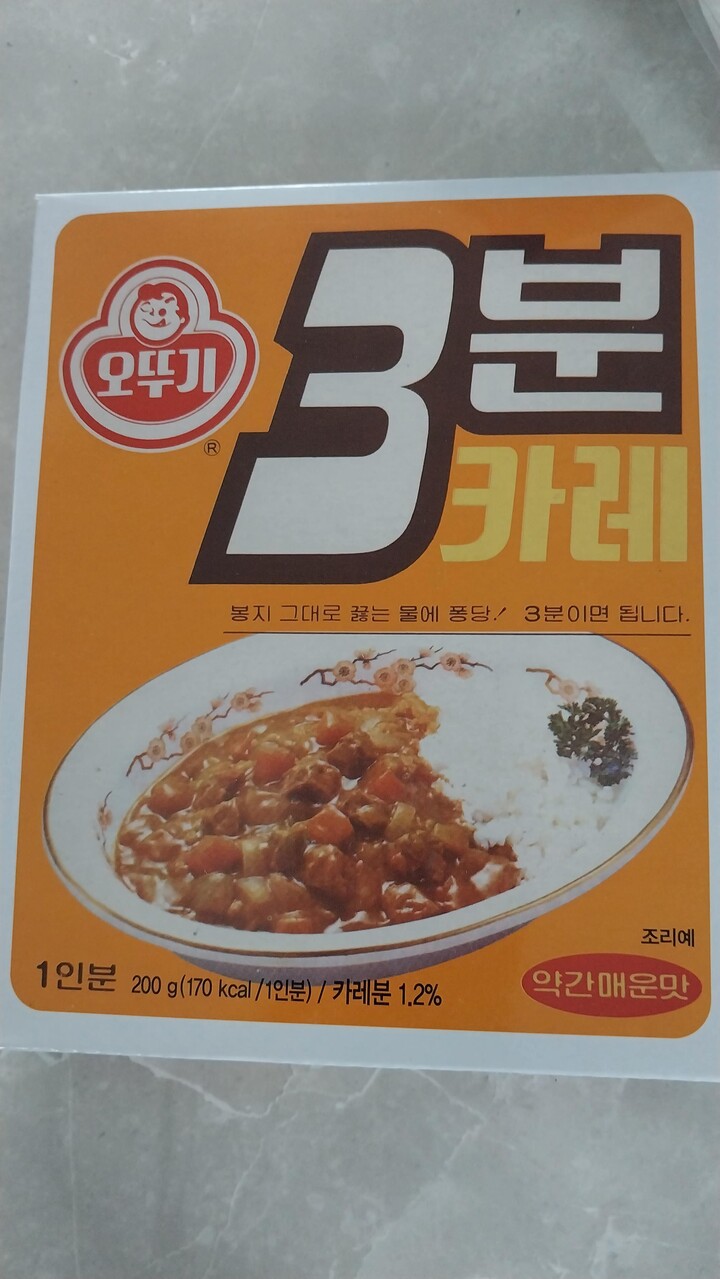 오뚜기
®
3분
카레
봉지 그대로 끓는 물에 퐁당! 3분이면 됩니다.
조리예
1인분 200 g(170 kcal/1인분) / 카레분 1.2%
약간매운맛